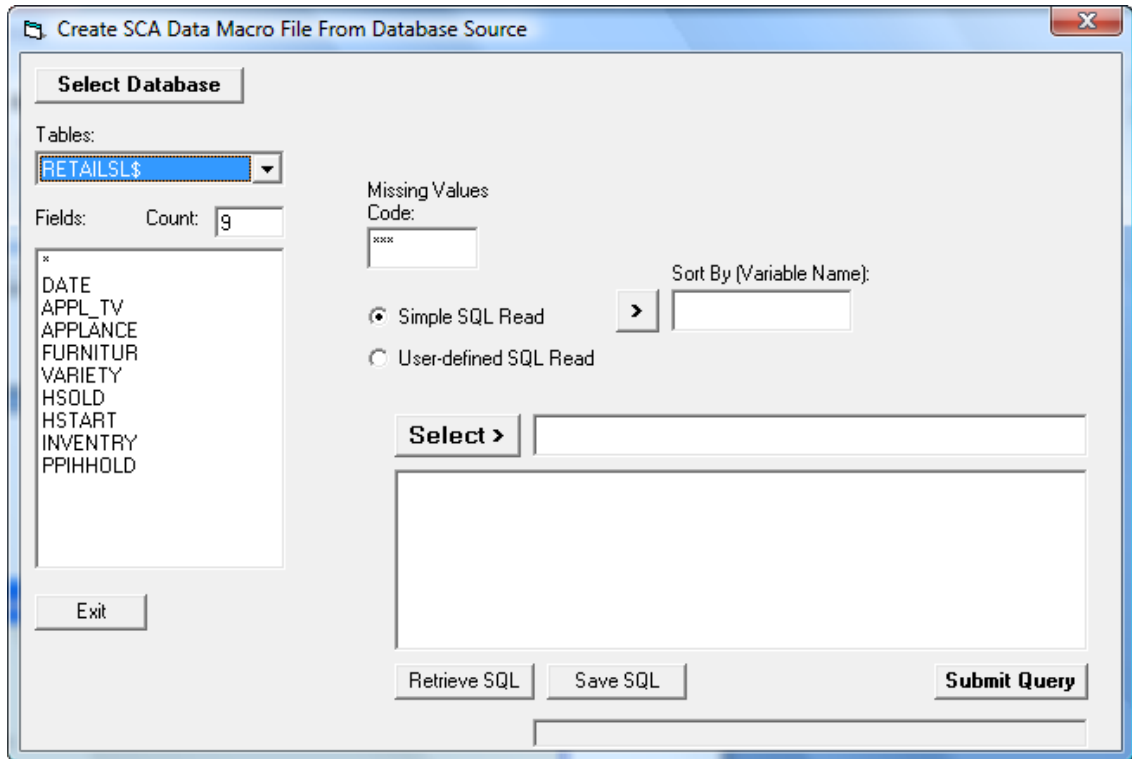 Create SCA Data Macro File From Database Source
Select Database
Tables:
RETAILSL$
Fields: Count: 9
*
DATE
APPL_TV
APPLANCE
FURNITUR
VARIETY
HSOLD
HSTART
INVENTRY
PPIHHOLD
Exit
Missing Values
Code:
***
Simple SQL Read
User-defined SQL Read
>
Sort By (Variable Name):
Select >
Retrieve SQL
Save SQL
Submit Query